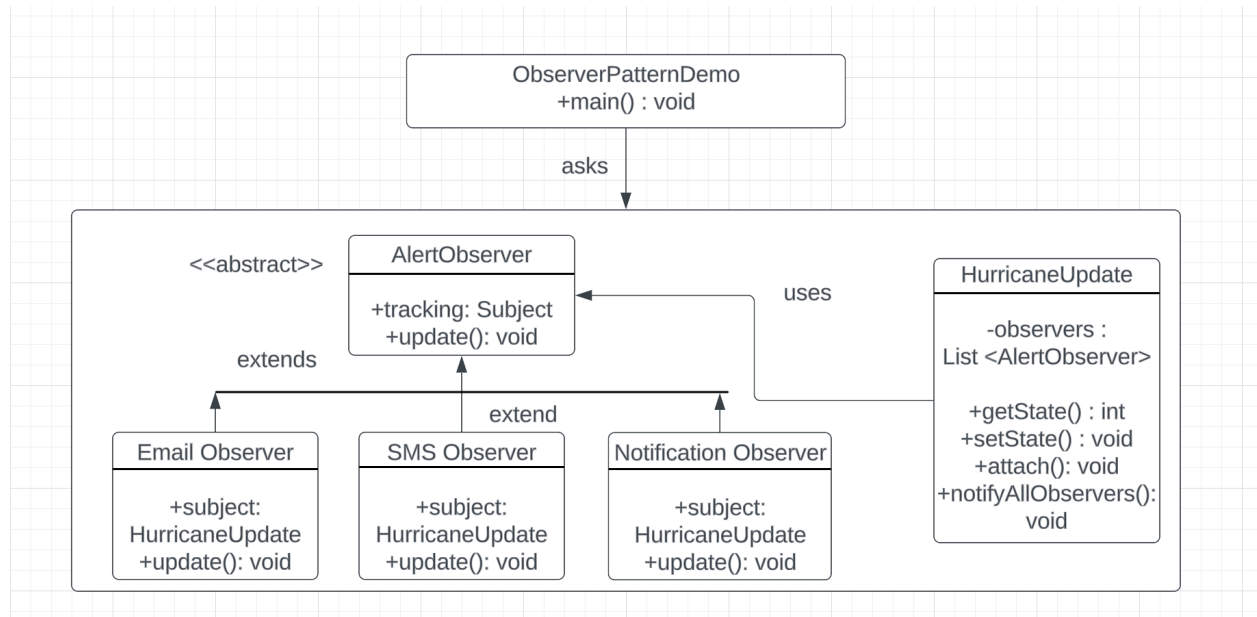 ObserverPatternDemo
+main() : void
asks
<<abstract>>
AlertObserver
+tracking: Subject
+update(): void
uses
HurricaneUpdate
-observers :
List <AlertObserver>
+getState() : int
+setState() : void
+attach(): void
+notifyAllObservers():
void
extends
extend
Email Observer
+subject:
HurricaneUpdate
+update(): void
SMS Observer
+subject:
HurricaneUpdate
+update(): void
Notification Observer
+subject:
HurricaneUpdate
+update(): void